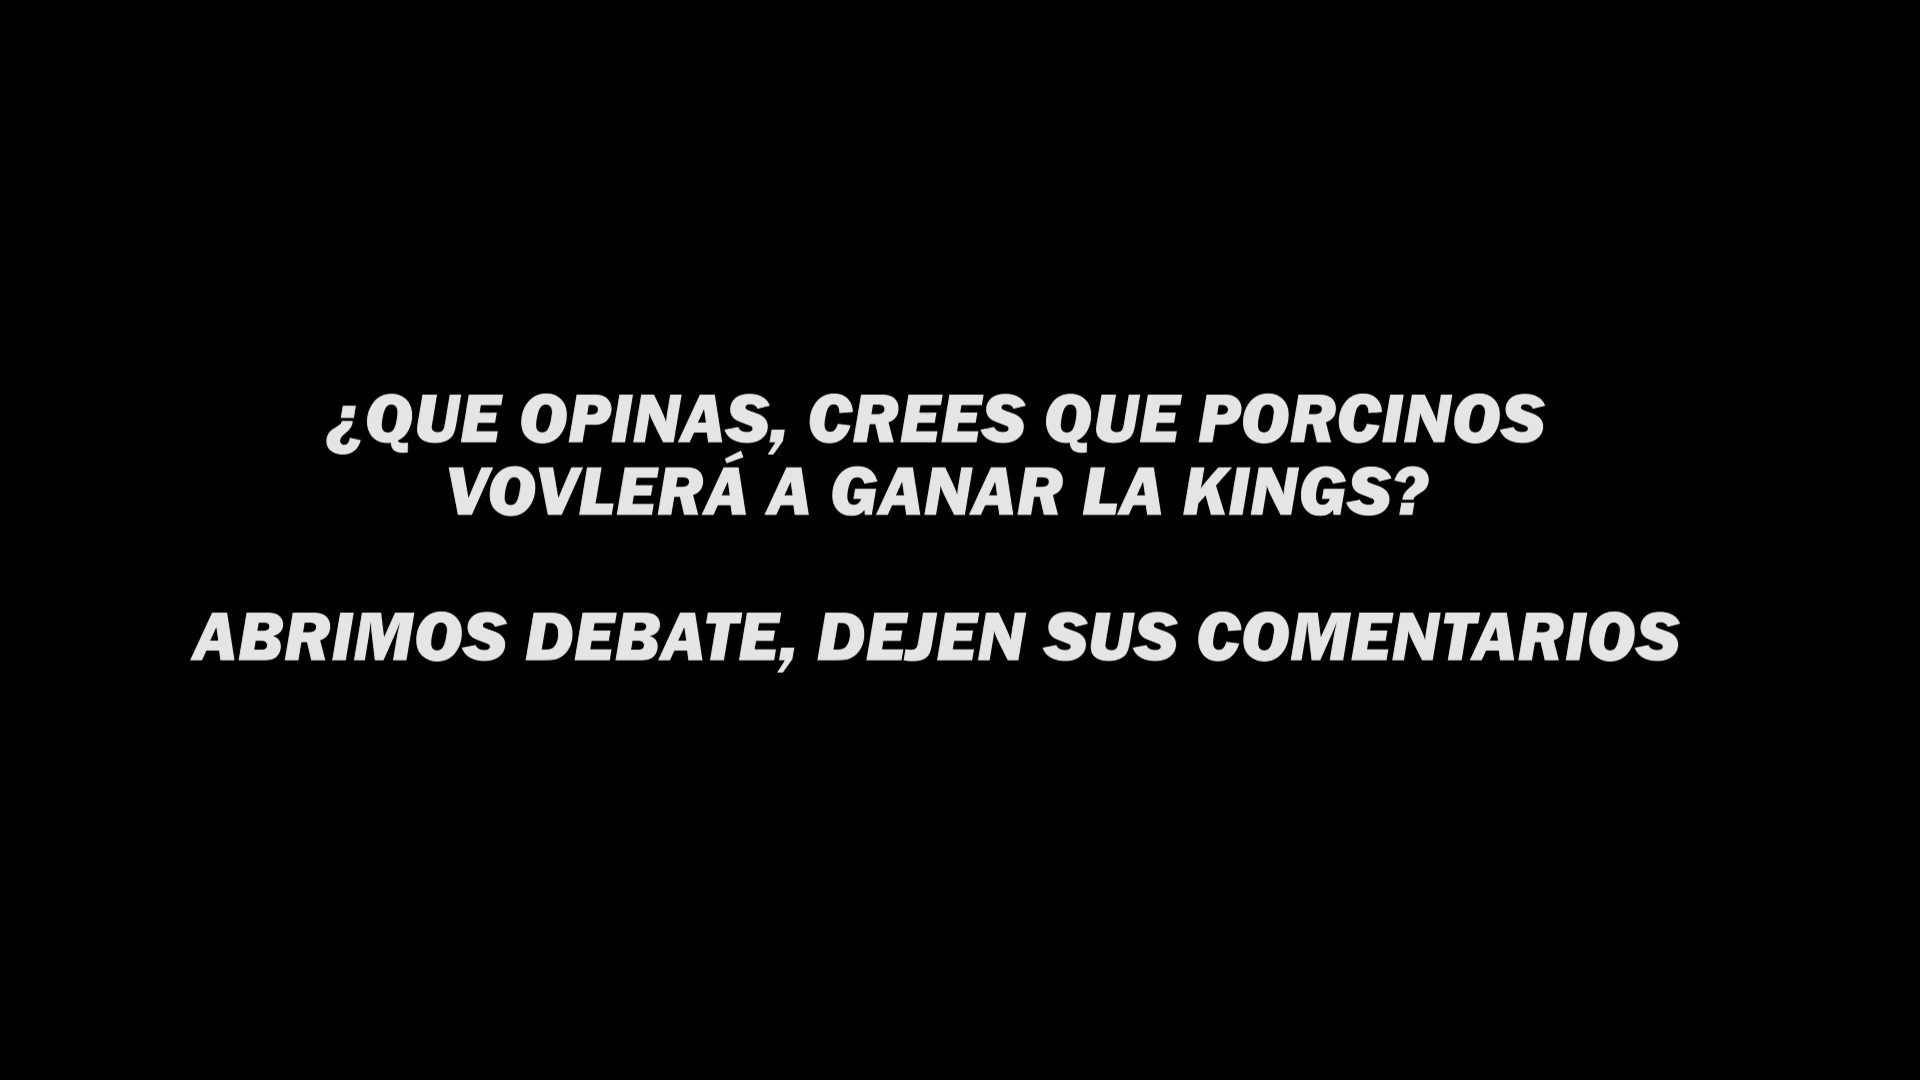 ¿QUE OPINAS, CREES QUE PORCINOS
VOVLERÁ A GANAR LA KINGS?
ABRIMOS DEBATE, DEJEN SUS COMENTARIOS